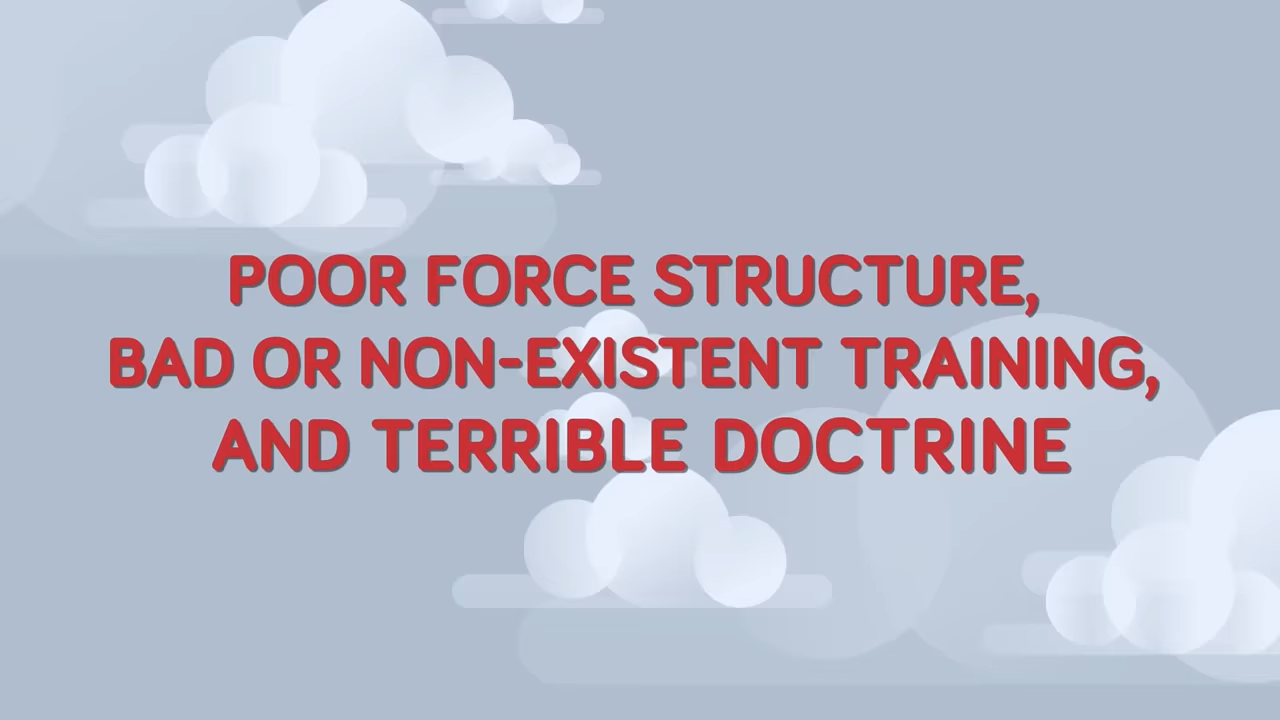 POOR FORCE STRUCTURE,
BAD OR NON-EXISTENT TRAINING,
AND TERRIBLE DOCTRINE